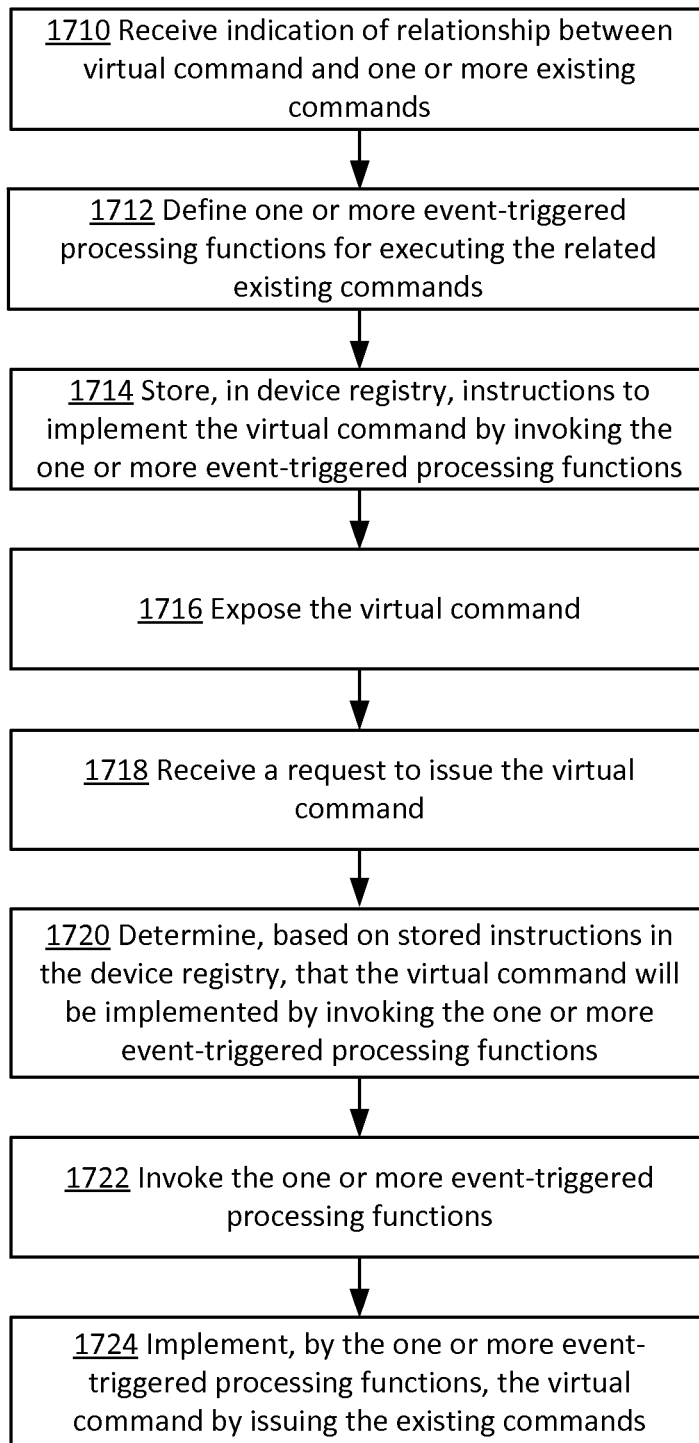 1710 Receive indication of relationship between
virtual command and one or more existing
commands
1712 Define one or more event-triggered
processing functions for executing the related
existing commands
1714 Store, in device registry, instructions to
implement the virtual command by invoking the
one or more event-triggered processing functions
1716 Expose the virtual command
1718 Receive a request to issue the virtual
command
1720 Determine, based on stored instructions in
the device registry, that the virtual command will
be implemented by invoking the one or more
event-triggered processing functions
1722 Invoke the one or more event-triggered
processing functions
1724 Implement, by the one or more event-
triggered processing functions, the virtual
command by issuing the existing commands